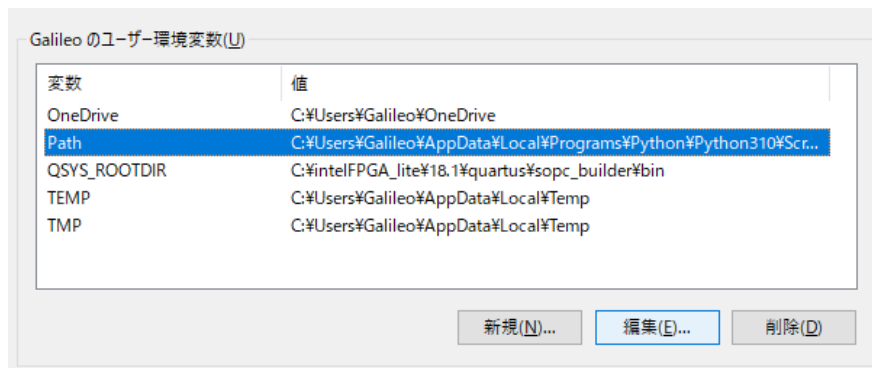 Galileo のユーザー環境変数(U)
変数 値
OneDrive C:¥Users¥Galileo¥OneDrive
Path C:¥Users¥Galileo¥AppData¥Local¥Programs¥Python¥Python310¥Scr...
QSYS_ROOTDIR C:¥intelFPGA_lite¥18.1¥quartus¥sopc_builder¥bin
TEMP C:¥Users¥Galileo¥AppData¥Local¥Temp
TMP C:¥Users¥Galileo¥AppData¥Local¥Temp
新規(N)... 編集(E)... 削除(D)